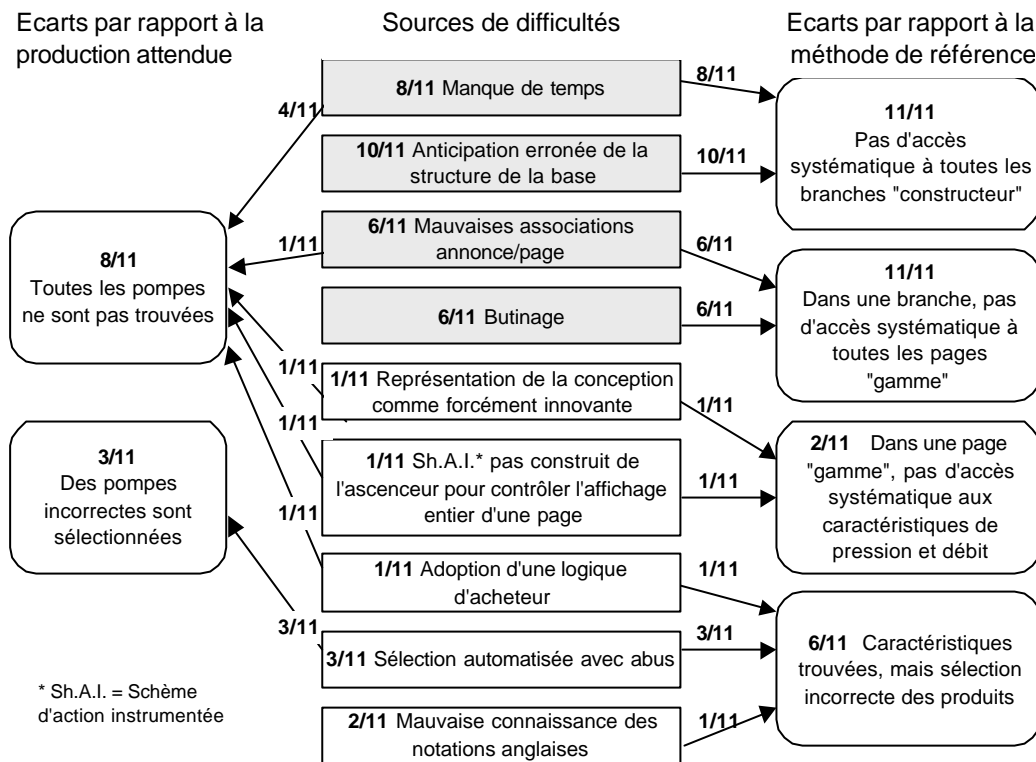 Ecarts par rapport à la
production attendue
Sources de difficultés
Ecarts par rapport à la
méthode de référence
8/11
Toutes les pompes
ne sont pas trouvées
3/11
Des pompes
incorrectes sont
sélectionnées
* Sh.A.I. = Schème
d'action instrumentée
4/11
1/11
1/11
1/11
1/11
3/11
8/11 Manque de temps
10/11 Anticipation erronée de la
structure de la base
6/11 Mauvaises associations
annonce/page
6/11 Butinage
1/11 Représentation de la conception
comme forcément innovante
1/11 Sh.A.I.* pas construit de
l'ascenceur pour contrôler l'affichage
entier d'une page
1/11 Adoption d'une logique
d'acheteur
3/11 Sélection automatisée avec abus
2/11 Mauvaise connaissance des
notations anglaises
8/11
10/11
6/11
6/11
1/11
1/11
1/11
3/11
1/11
11/11
Pas d'accès
systématique à toutes les
branches "constructeur"
11/11
Dans une branche, pas
d'accès systématique à
toutes les pages
"gamme"
2/11 Dans une page
"gamme", pas d'accès
systématique aux
caractéristiques de
pression et débit
6/11 Caractéristiques
trouvées, mais sélection
incorrecte des produits